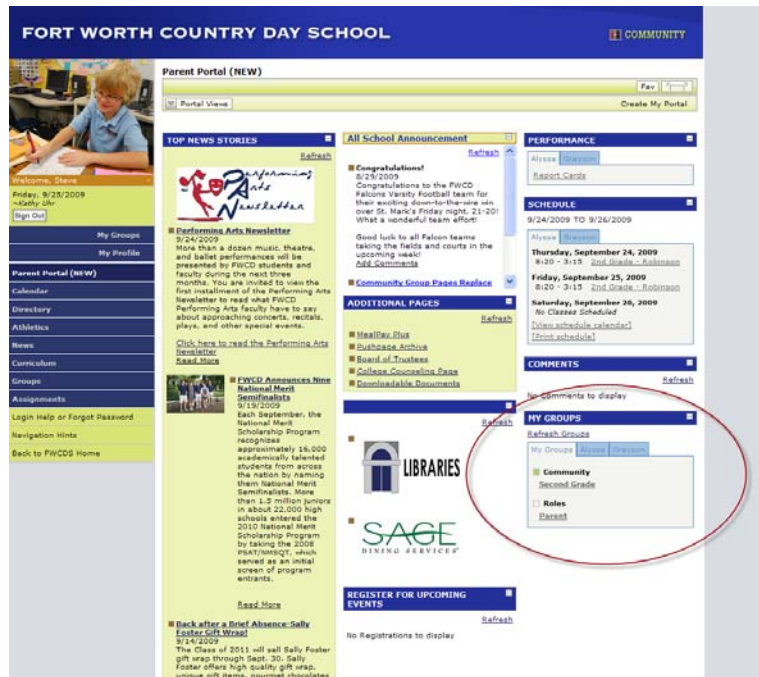 FORT WORTH COUNTRY DAY SCHOOL
COMMUNITY
Welcome, Steve
Friday, 9/25/2009
~Kathy Uhr
Sign Out
My Groups
My Profile
Parent Portal (NEW)
Calendar
Directory
Athletics
News
Curriculum
Groups
Assignments
Login Help or Forgot Password
Navigation Hints
Back to FWCDS Home
Parent Portal (NEW)
Fav
Portal Views
Create My Portal
TOP NEWS STORIES
Refresh
Performing
Arts
Newsletter
Performing Arts Newsletter
9/24/2009
More than a dozen music, theatre,
and ballet performances will be
presented by FWCD students and
faculty during the next three
months. You are invited to view the
first installment of the Performing Arts
Newsletter to read what FWCD
Performing Arts faculty have to say
about approaching concerts, recitals,
plays, and other special events.
Click here to read the Performing Arts
Newsletter
Read More
FWCD Announces Nine
National Merit
Semifinalists
9/19/2009
Each September, the
National Merit
Scholarship Program
recognizes
approximately 16,000
academically talented
students from across
the nation by naming
them National Merit
Semifinalists. More
than 1.5 million juniors
in about 22,000 high
schools entered the
2010 National Merit
Scholarship Program
by taking the 2008
PSAT/NMSQT, which
served as an initial
screen of program
entrants.
Read More
Back after a Brief Absence-Sally
Foster Gift Wrap!
9/14/2009
The Class of 2011 will sell Sally Foster
gift wrap through Sept. 30. Sally
Foster offers high quality gift wrap,
unique gift items, gourmet chocolates
All School Announcement
Refresh
Congratulations!
8/29/2009
Congratulations to the FWCD
Falcons Varsity Football team for
their exciting down-to-the-wire win
over St. Mark's Friday night, 21-20!
What a wonderful team effort!
Good luck to all Falcon teams
taking the fields and courts in the
upcoming week!
Add Comments
Community Group Pages Replace
ADDITIONAL PAGES
Refresh
MealPay Plus
Pushpage Archive
Board of Trustees
College Counseling Page
Downloadable Documents
Refresh
LIBRARIES
SAGE
DINING SERVICES
REGISTER FOR UPCOMING
EVENTS
Refresh
No Registrations to display
PERFORMANCE
Alyssa Grayson
Report Cards
SCHEDULE
9/24/2009 TO 9/26/2009
Alyssa Grayson
Thursday, September 24, 2009
8:20 - 3:15 2nd Grade - Robinson
Friday, September 25, 2009
8:20 - 3:15 2nd Grade - Robinson
Saturday, September 26, 2009
No Classes Scheduled
[View schedule calendar]
[Print schedule]
COMMENTS
Refresh
No Comments to display
MY GROUPS
Refresh Groups
My Groups Alyssa Grayson
Community
Second Grade
Roles
Parent